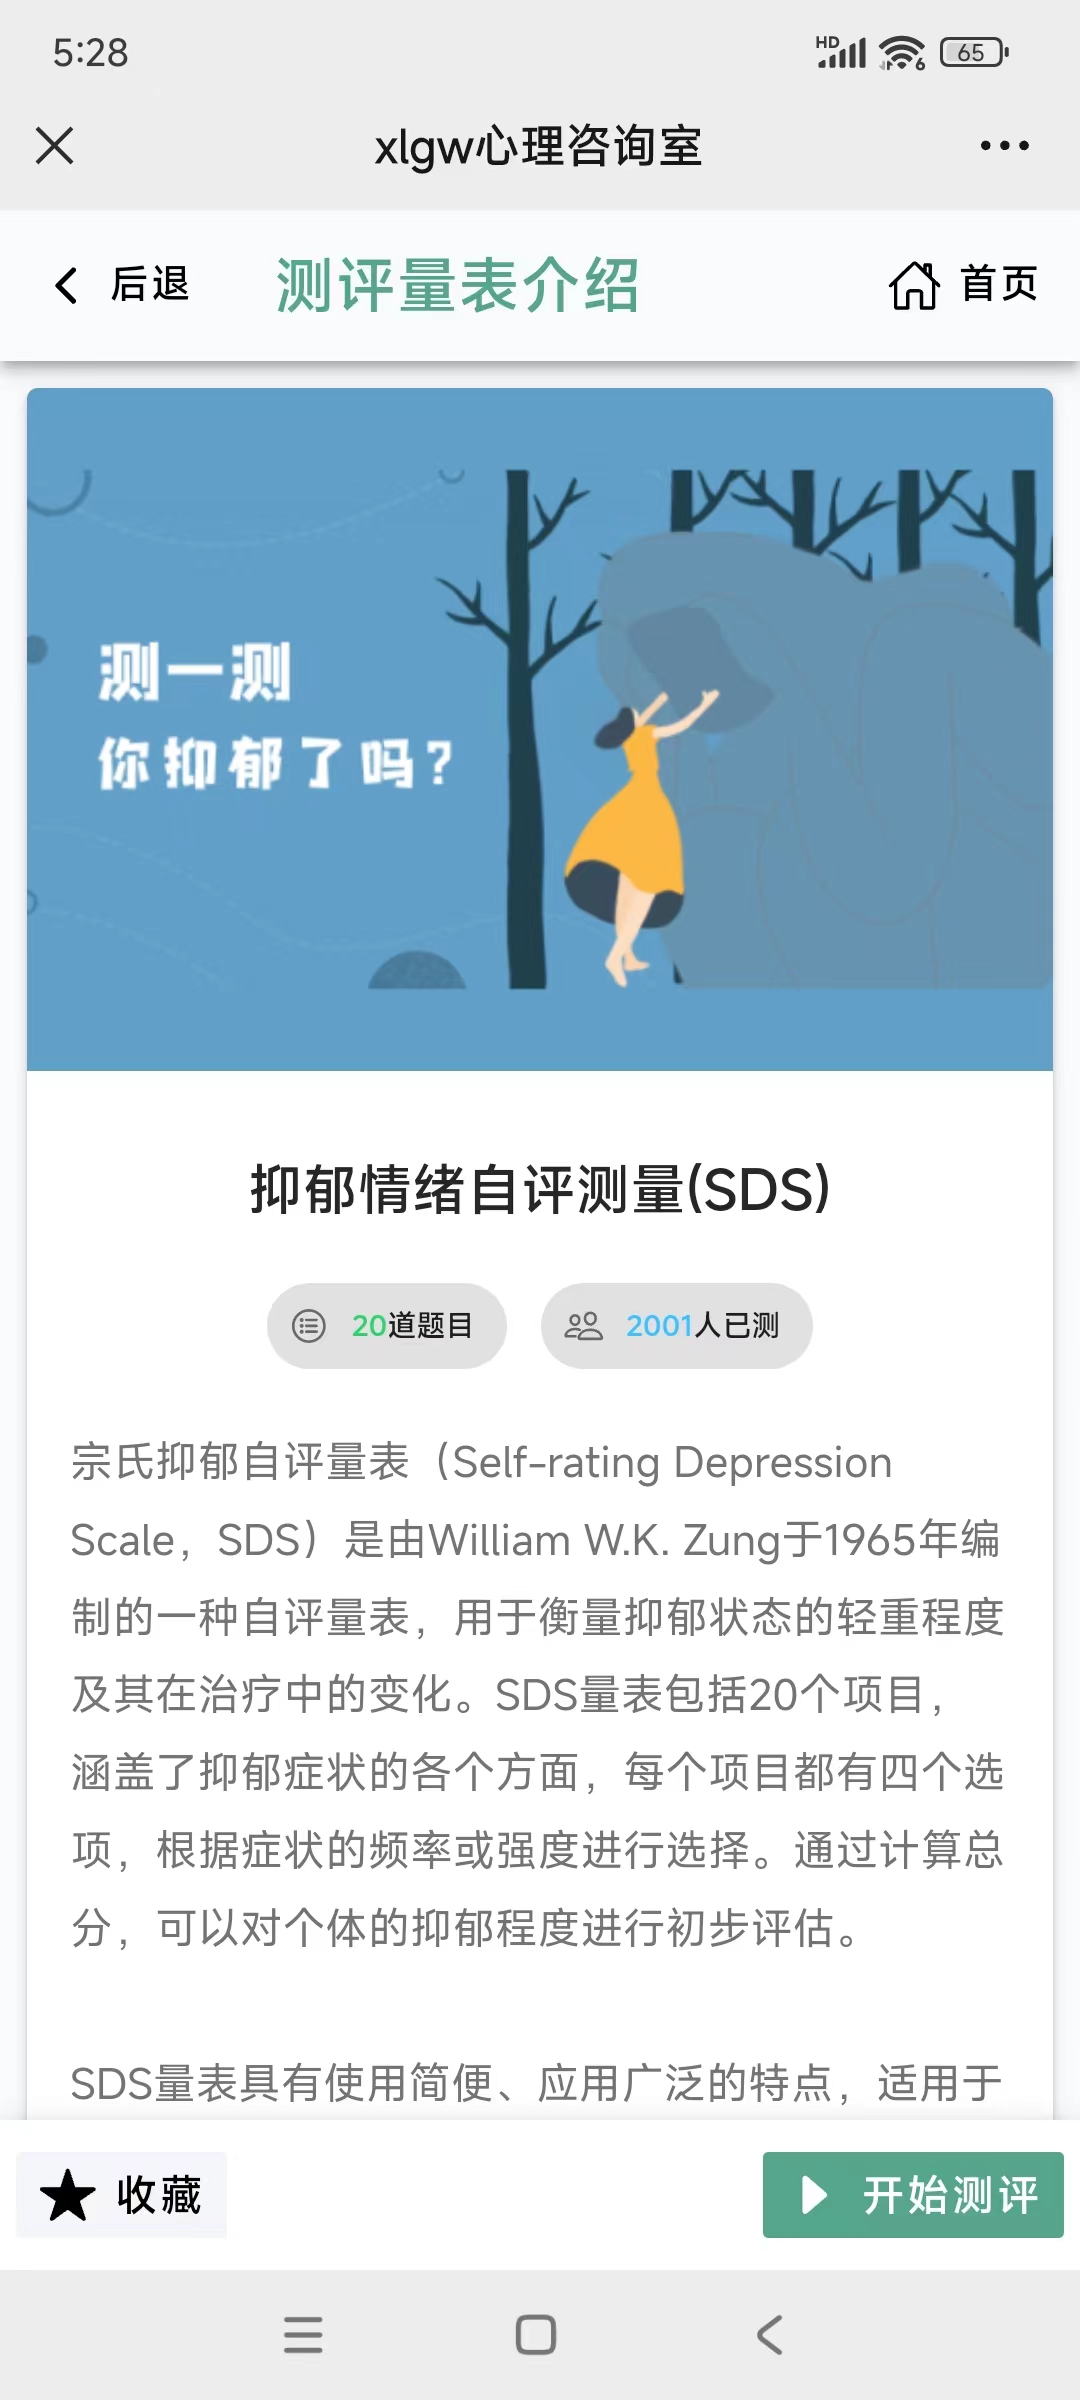 5:28
HD
6
65
xlgw心理咨询室
后退
测评量表介绍
首页
测一测
你抑郁了吗?
抑郁情绪自评测量(SDS)
20道题目
2001人已测
宗氏抑郁自评量表（Self-rating Depression
Scale，SDS）是由William W.K. Zung于1965年编
制的一种自评量表，用于衡量抑郁状态的轻重程度
及其在治疗中的变化。SDS量表包括20个项目，
涵盖了抑郁症状的各个方面，每个项目都有四个选
项，根据症状的频率或强度进行选择。通过计算总
分，可以对个体的抑郁程度进行初步评估。
SDS量表具有使用简便、应用广泛的特点，适用于
收藏
开始测评